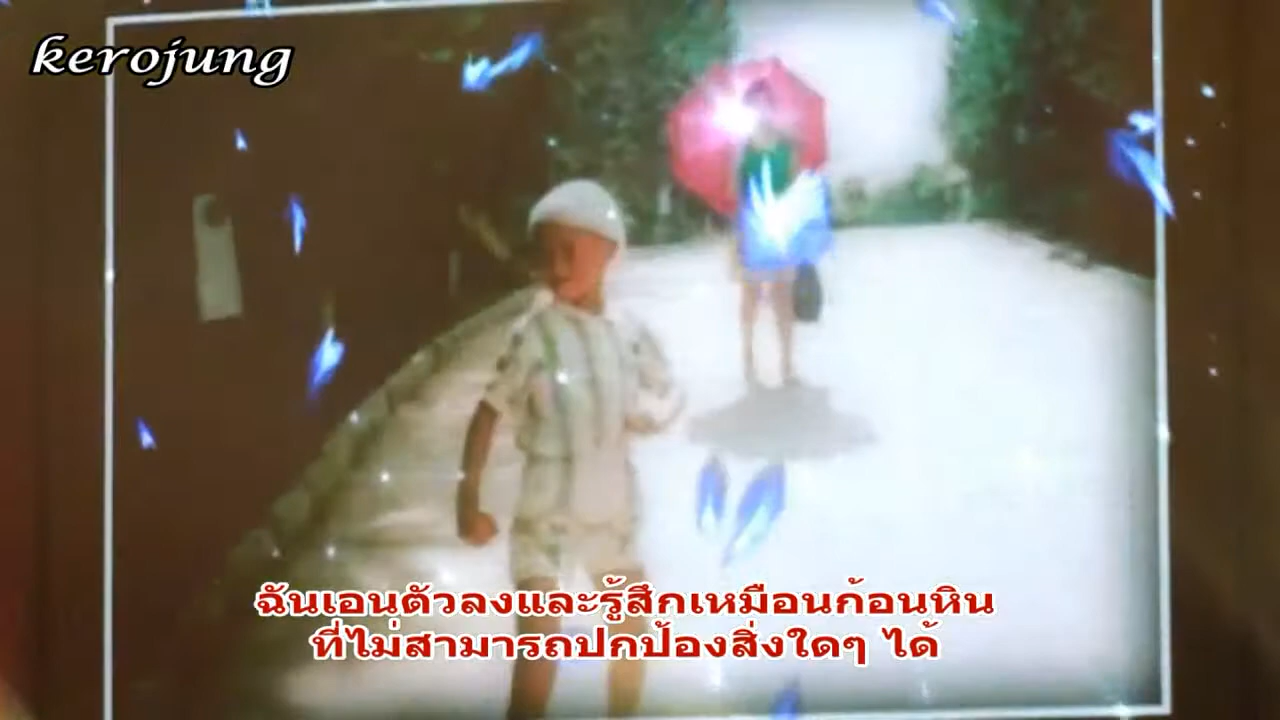 kerojung
ฉันเอนตัวลงและรู้สึกเหมือนก้อนหิน
ที่ไม่สามารถปกป้องสิ่งใดๆ ได้